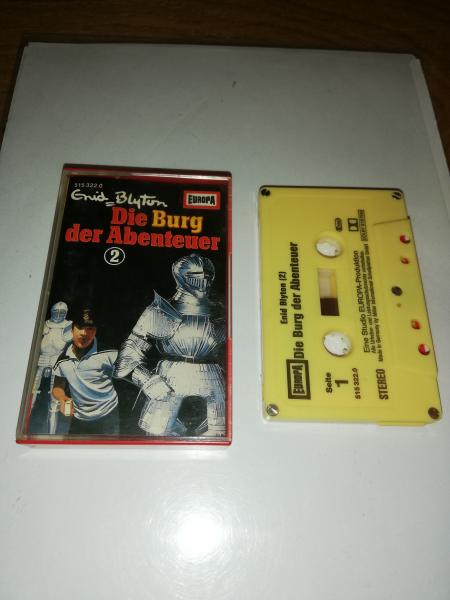 515 322.0
Enid Blyton
EUROPA
Die Burg
der Abenteuer
2
Enid Blyton (2)
EUROPA Die Burg der Abenteuer
Seite
1
515 322.0
Eine Studio EUROPA-Produktion
STEREO